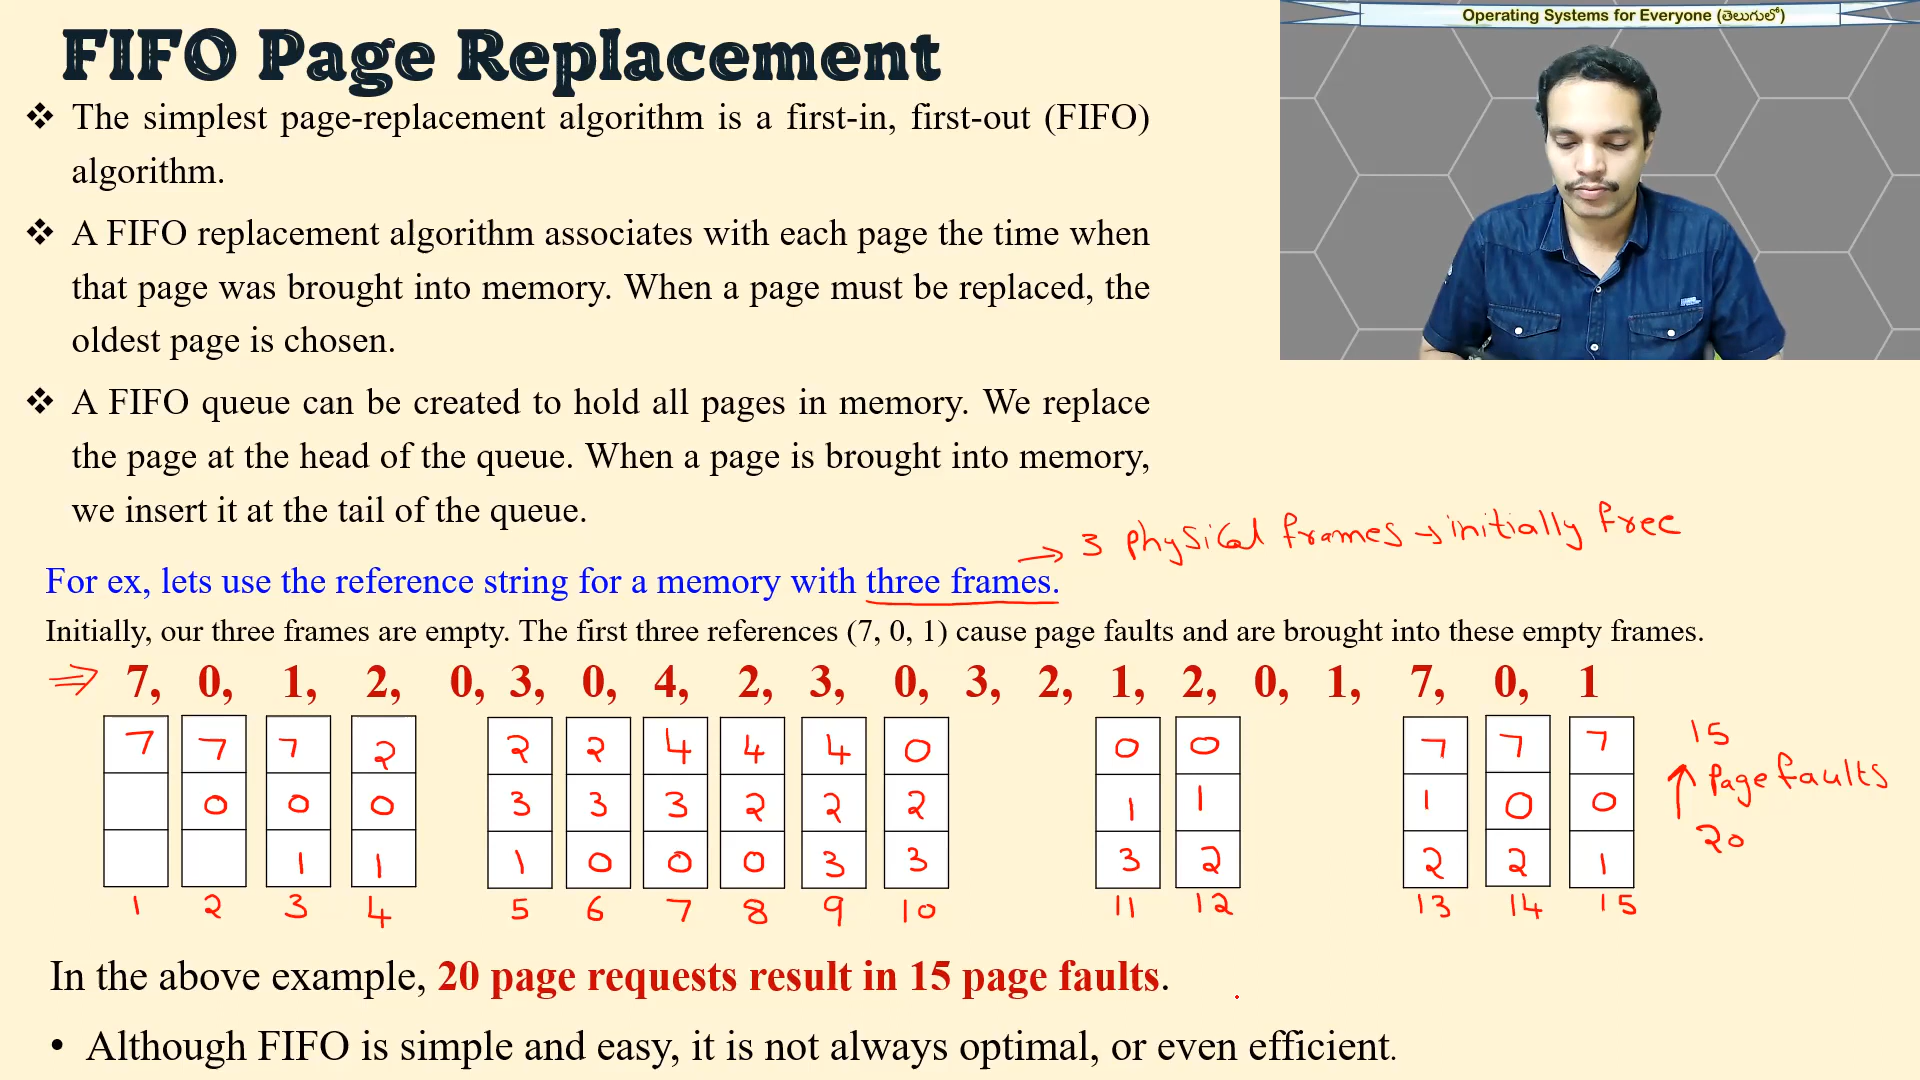 FIFO Page Replacement
Operating Systems for Everyone (తెలుగులో)
❖ The simplest page-replacement algorithm is a first-in, first-out (FIFO)
algorithm.
❖ A FIFO replacement algorithm associates with each page the time when
that page was brought into memory. When a page must be replaced, the
oldest page is chosen.
❖ A FIFO queue can be created to hold all pages in memory. We replace
the page at the head of the queue. When a page is brought into memory,
we insert it at the tail of the queue.
→ 3 physical frames → initially free
For ex, lets use the reference string for a memory with three frames.
Initially, our three frames are empty. The first three references (7, 0, 1) cause page faults and are brought into these empty frames.
⇒ 7, 0, 1, 2, 0, 3, 0, 4, 2, 3, 0, 3, 2, 1, 2, 0, 1, 7, 0, 1
7 7 7 2 2 2 4 4 4 0 0 0 7 7 7
0 0 0 3 3 3 2 2 2 1 1 1 0 0
1 1 1 0 0 0 3 3 3 2 2 2 1
1 2 3 4 5 6 7 8 9 10 11 12 13 14 15
15
↑ Page faults
20
In the above example, 20 page requests result in 15 page faults.
• Although FIFO is simple and easy, it is not always optimal, or even efficient.